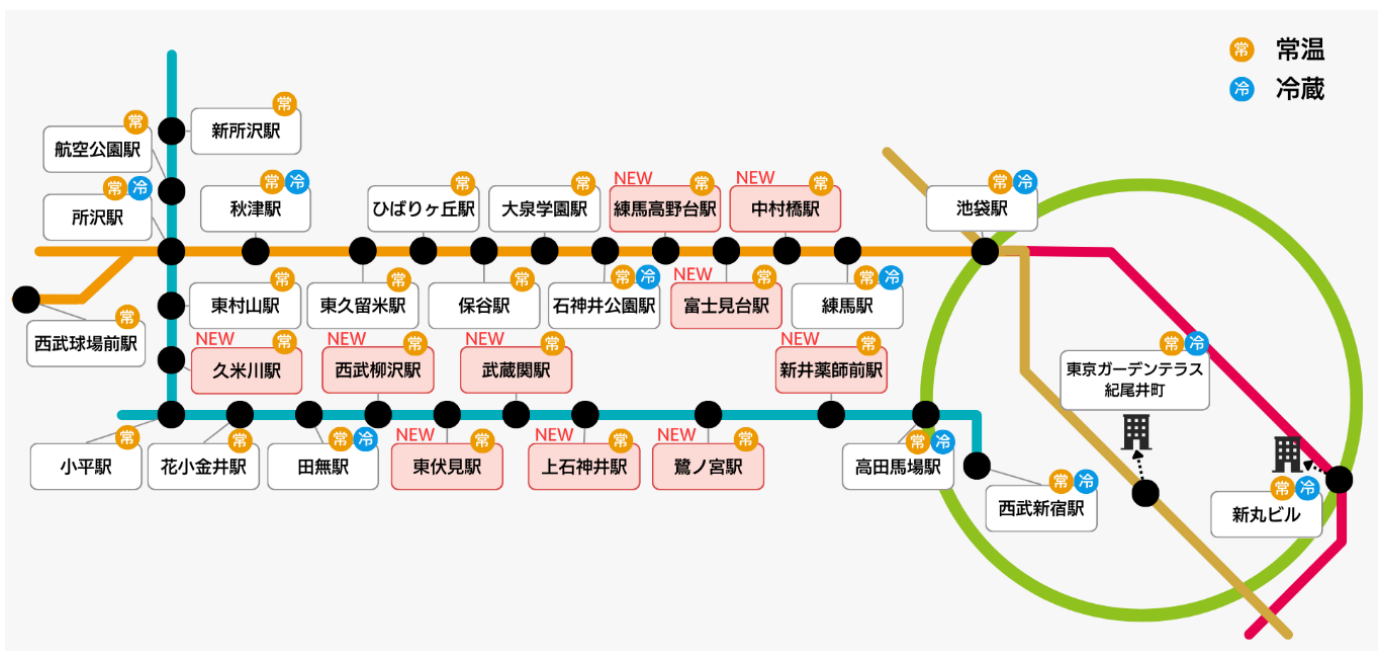 常 常温
冷 冷蔵
常
新所沢駅
常
航空公園駅
常 冷
所沢駅
常 冷
秋津駅
常
ひばりヶ丘駅
常
大泉学園駅
NEW 常
練馬高野台駅
NEW 常
中村橋駅
常 冷
池袋駅
常
東村山駅
常
東久留米駅
常
保谷駅
常 冷
石神井公園駅
NEW 常
富士見台駅
常 冷
練馬駅
常
西武球場前駅
NEW 常
久米川駅
NEW 常
西武柳沢駅
NEW 常
武蔵関駅
NEW 常
新井薬師前駅
常 冷
東京ガーデンテラス
紀尾井町
常
小平駅
常
花小金井駅
常 冷
田無駅
NEW 常
東伏見駅
NEW 常
上石神井駅
NEW 常
鷺ノ宮駅
常 冷
高田馬場駅
常 冷
西武新宿駅
常 冷
新丸ビル